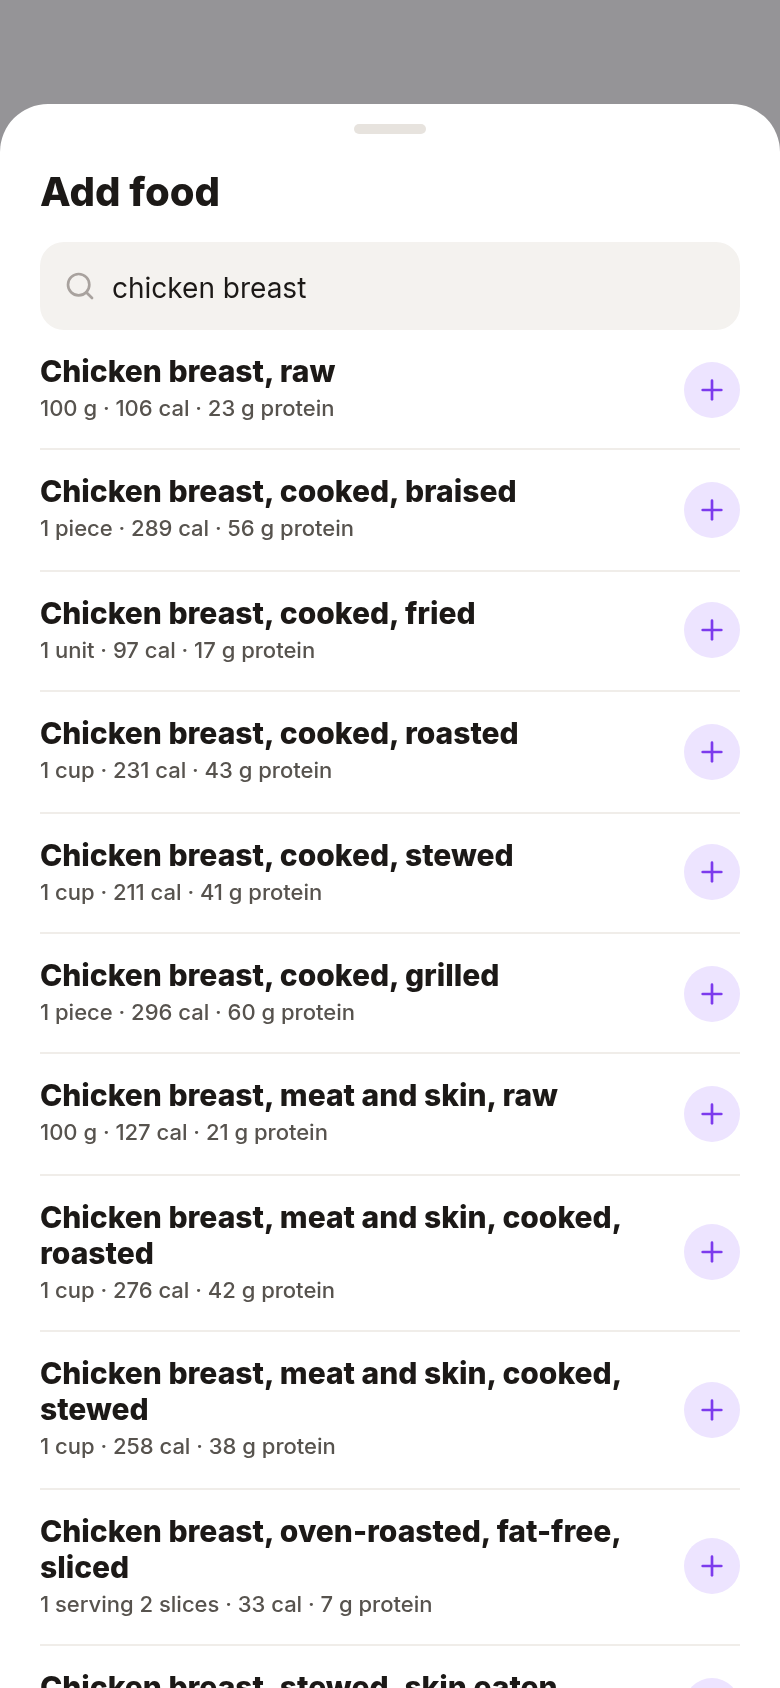 Add food
chicken breast
Chicken breast, raw
100 g · 106 cal · 23 g protein
Chicken breast, cooked, braised
1 piece · 289 cal · 56 g protein
Chicken breast, cooked, fried
1 unit · 97 cal · 17 g protein
Chicken breast, cooked, roasted
1 cup · 231 cal · 43 g protein
Chicken breast, cooked, stewed
1 cup · 211 cal · 41 g protein
Chicken breast, cooked, grilled
1 piece · 296 cal · 60 g protein
Chicken breast, meat and skin, raw
100 g · 127 cal · 21 g protein
Chicken breast, meat and skin, cooked,
roasted
1 cup · 276 cal · 42 g protein
Chicken breast, meat and skin, cooked,
stewed
1 cup · 258 cal · 38 g protein
Chicken breast, oven-roasted, fat-free,
sliced
1 serving 2 slices · 33 cal · 7 g protein
Chicken breast, stewed, skin eaten